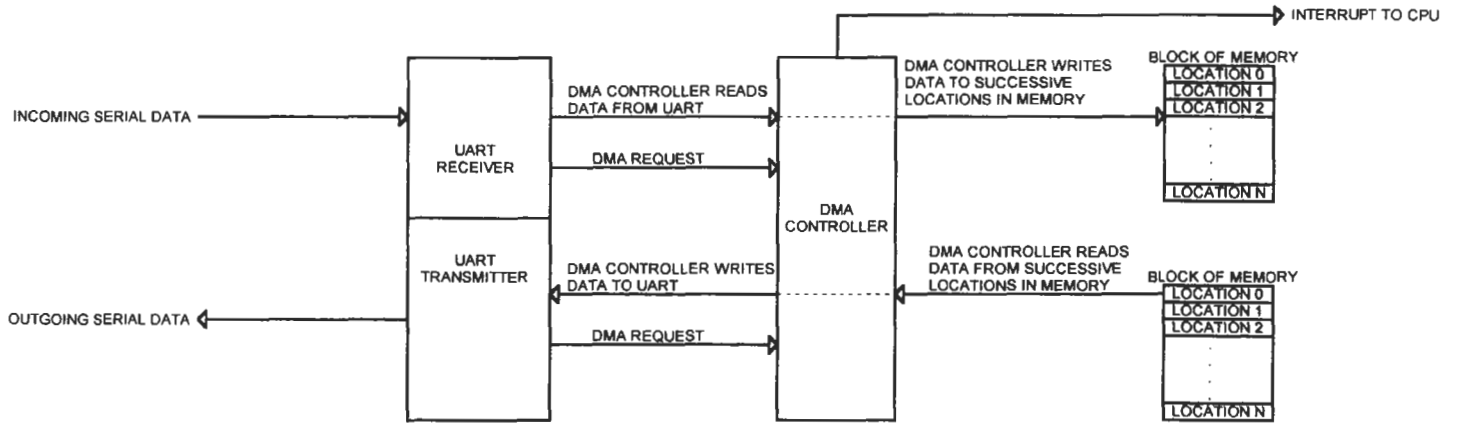 INTERRUPT TO CPU
INCOMING SERIAL DATA
UART
RECEIVER
DMA CONTROLLER READS
DATA FROM UART
DMA REQUEST
DMA
CONTROLLER
DMA CONTROLLER WRITES
DATA TO SUCCESSIVE
LOCATIONS IN MEMORY
BLOCK OF MEMORY
LOCATION 0
LOCATION 1
LOCATION 2
LOCATION N
UART
TRANSMITTER
DMA CONTROLLER WRITES
DATA TO UART
DMA REQUEST
DMA CONTROLLER READS
DATA FROM SUCCESSIVE
LOCATIONS IN MEMORY
BLOCK OF MEMORY
LOCATION 0
LOCATION 1
LOCATION 2
LOCATION N
OUTGOING SERIAL DATA